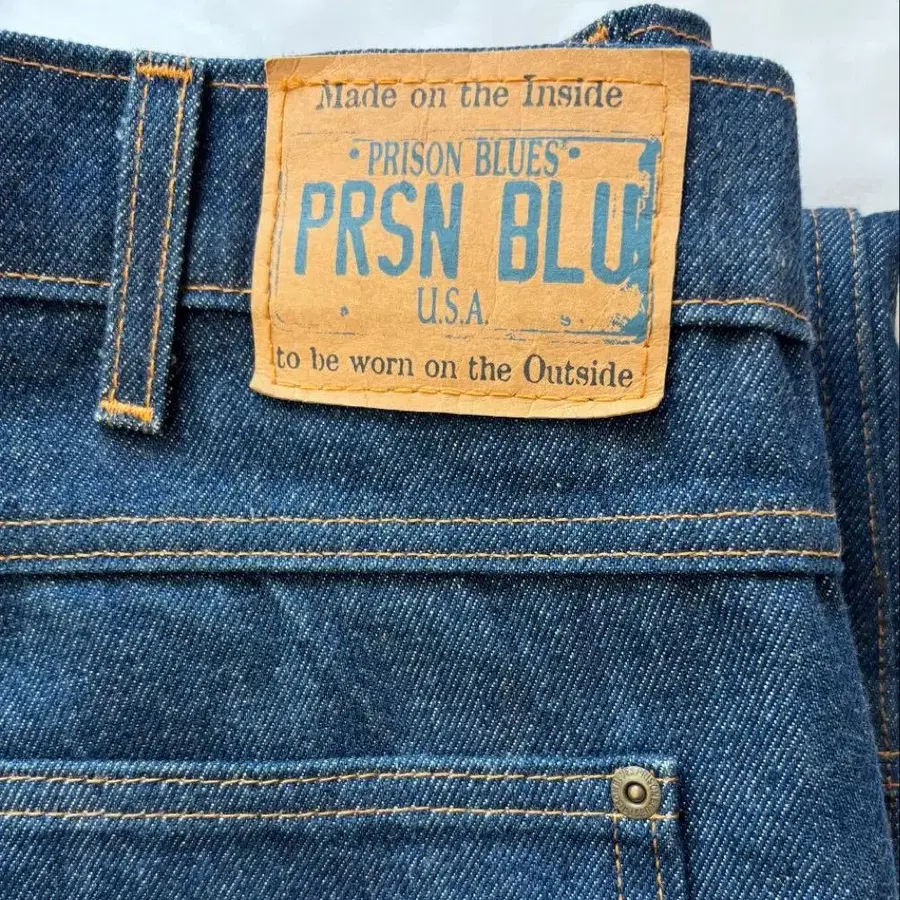 Made on the Inside
• PRISON BLUES® •
PRSN BLU
U.S.A.
to be worn on the Outside